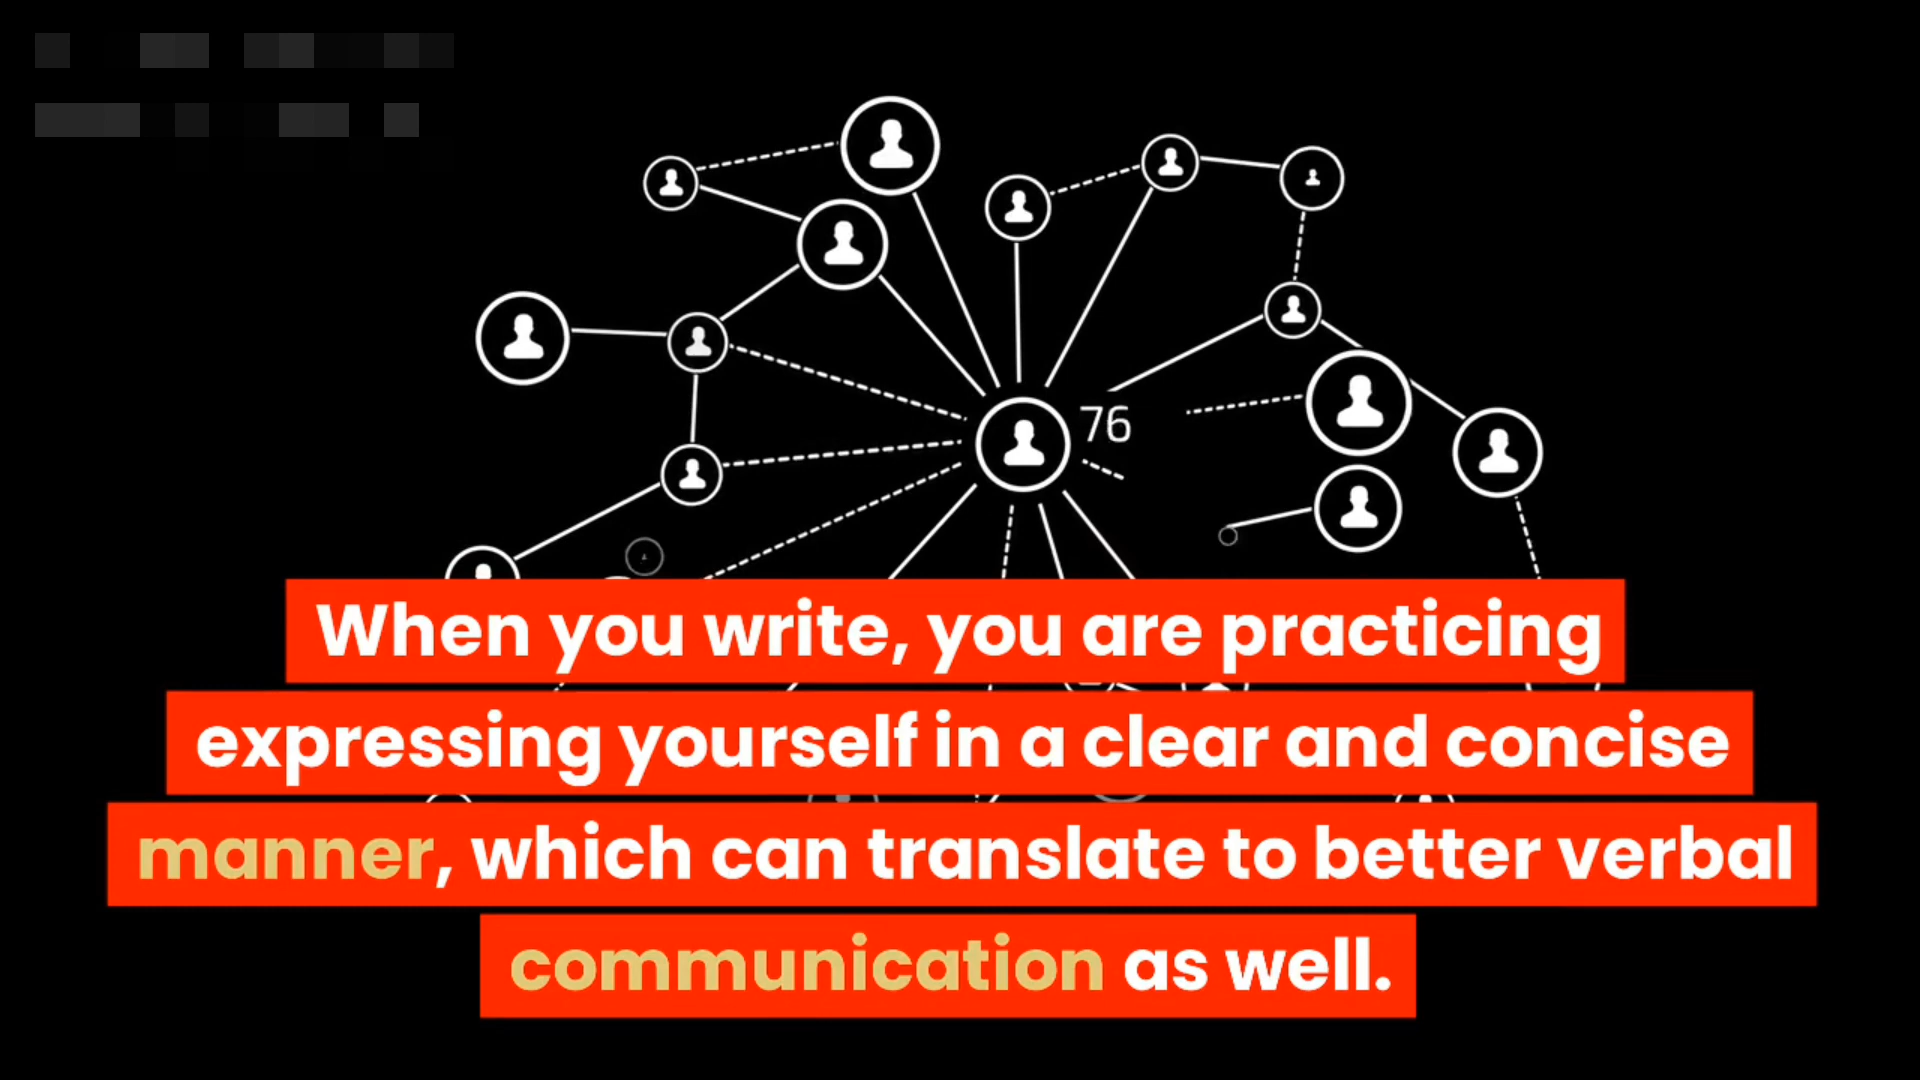 76
When you write, you are practicing
expressing yourself in a clear and concise
manner, which can translate to better verbal
communication as well.